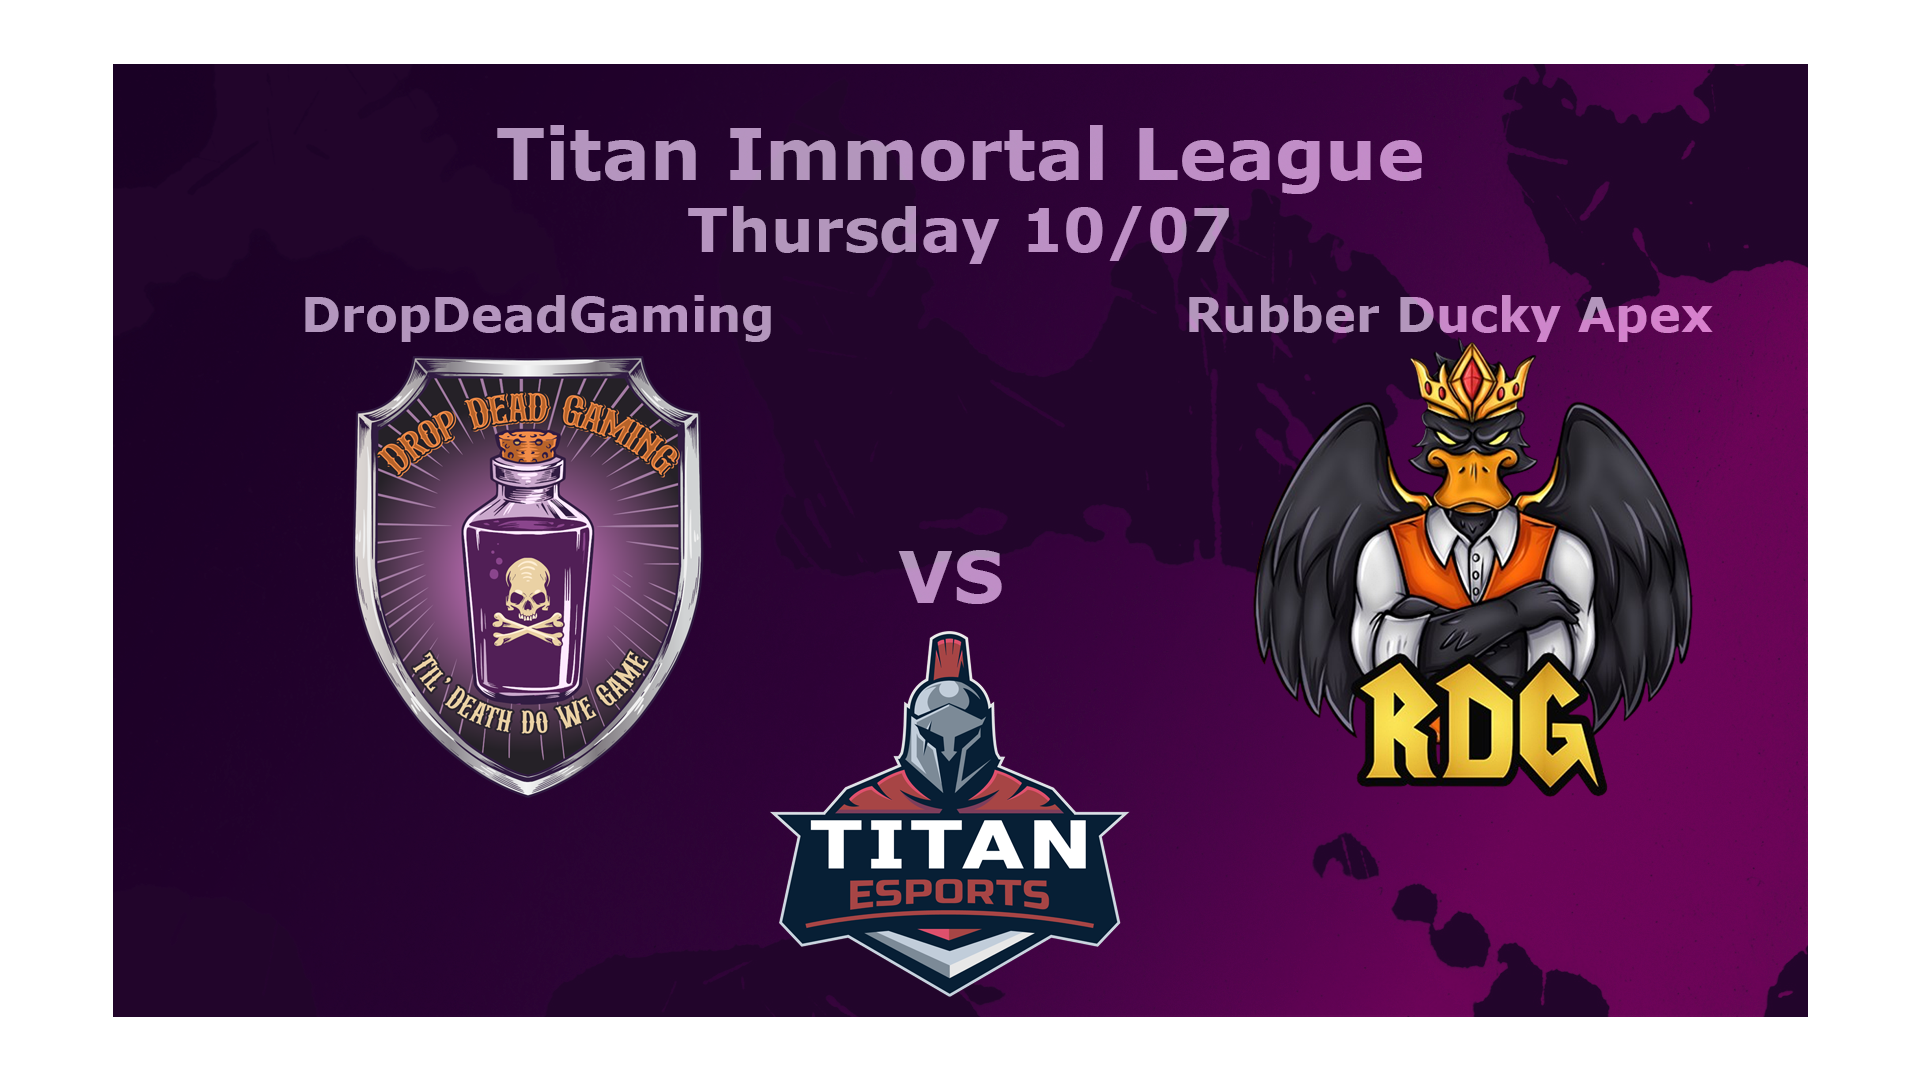 Titan Immortal League
Thursday 10/07
DropDeadGaming
Rubber Ducky Apex
DROP DEAD GAMING
TIL' DEATH DO WE GAME
VS
RDG
TITAN
ESPORTS